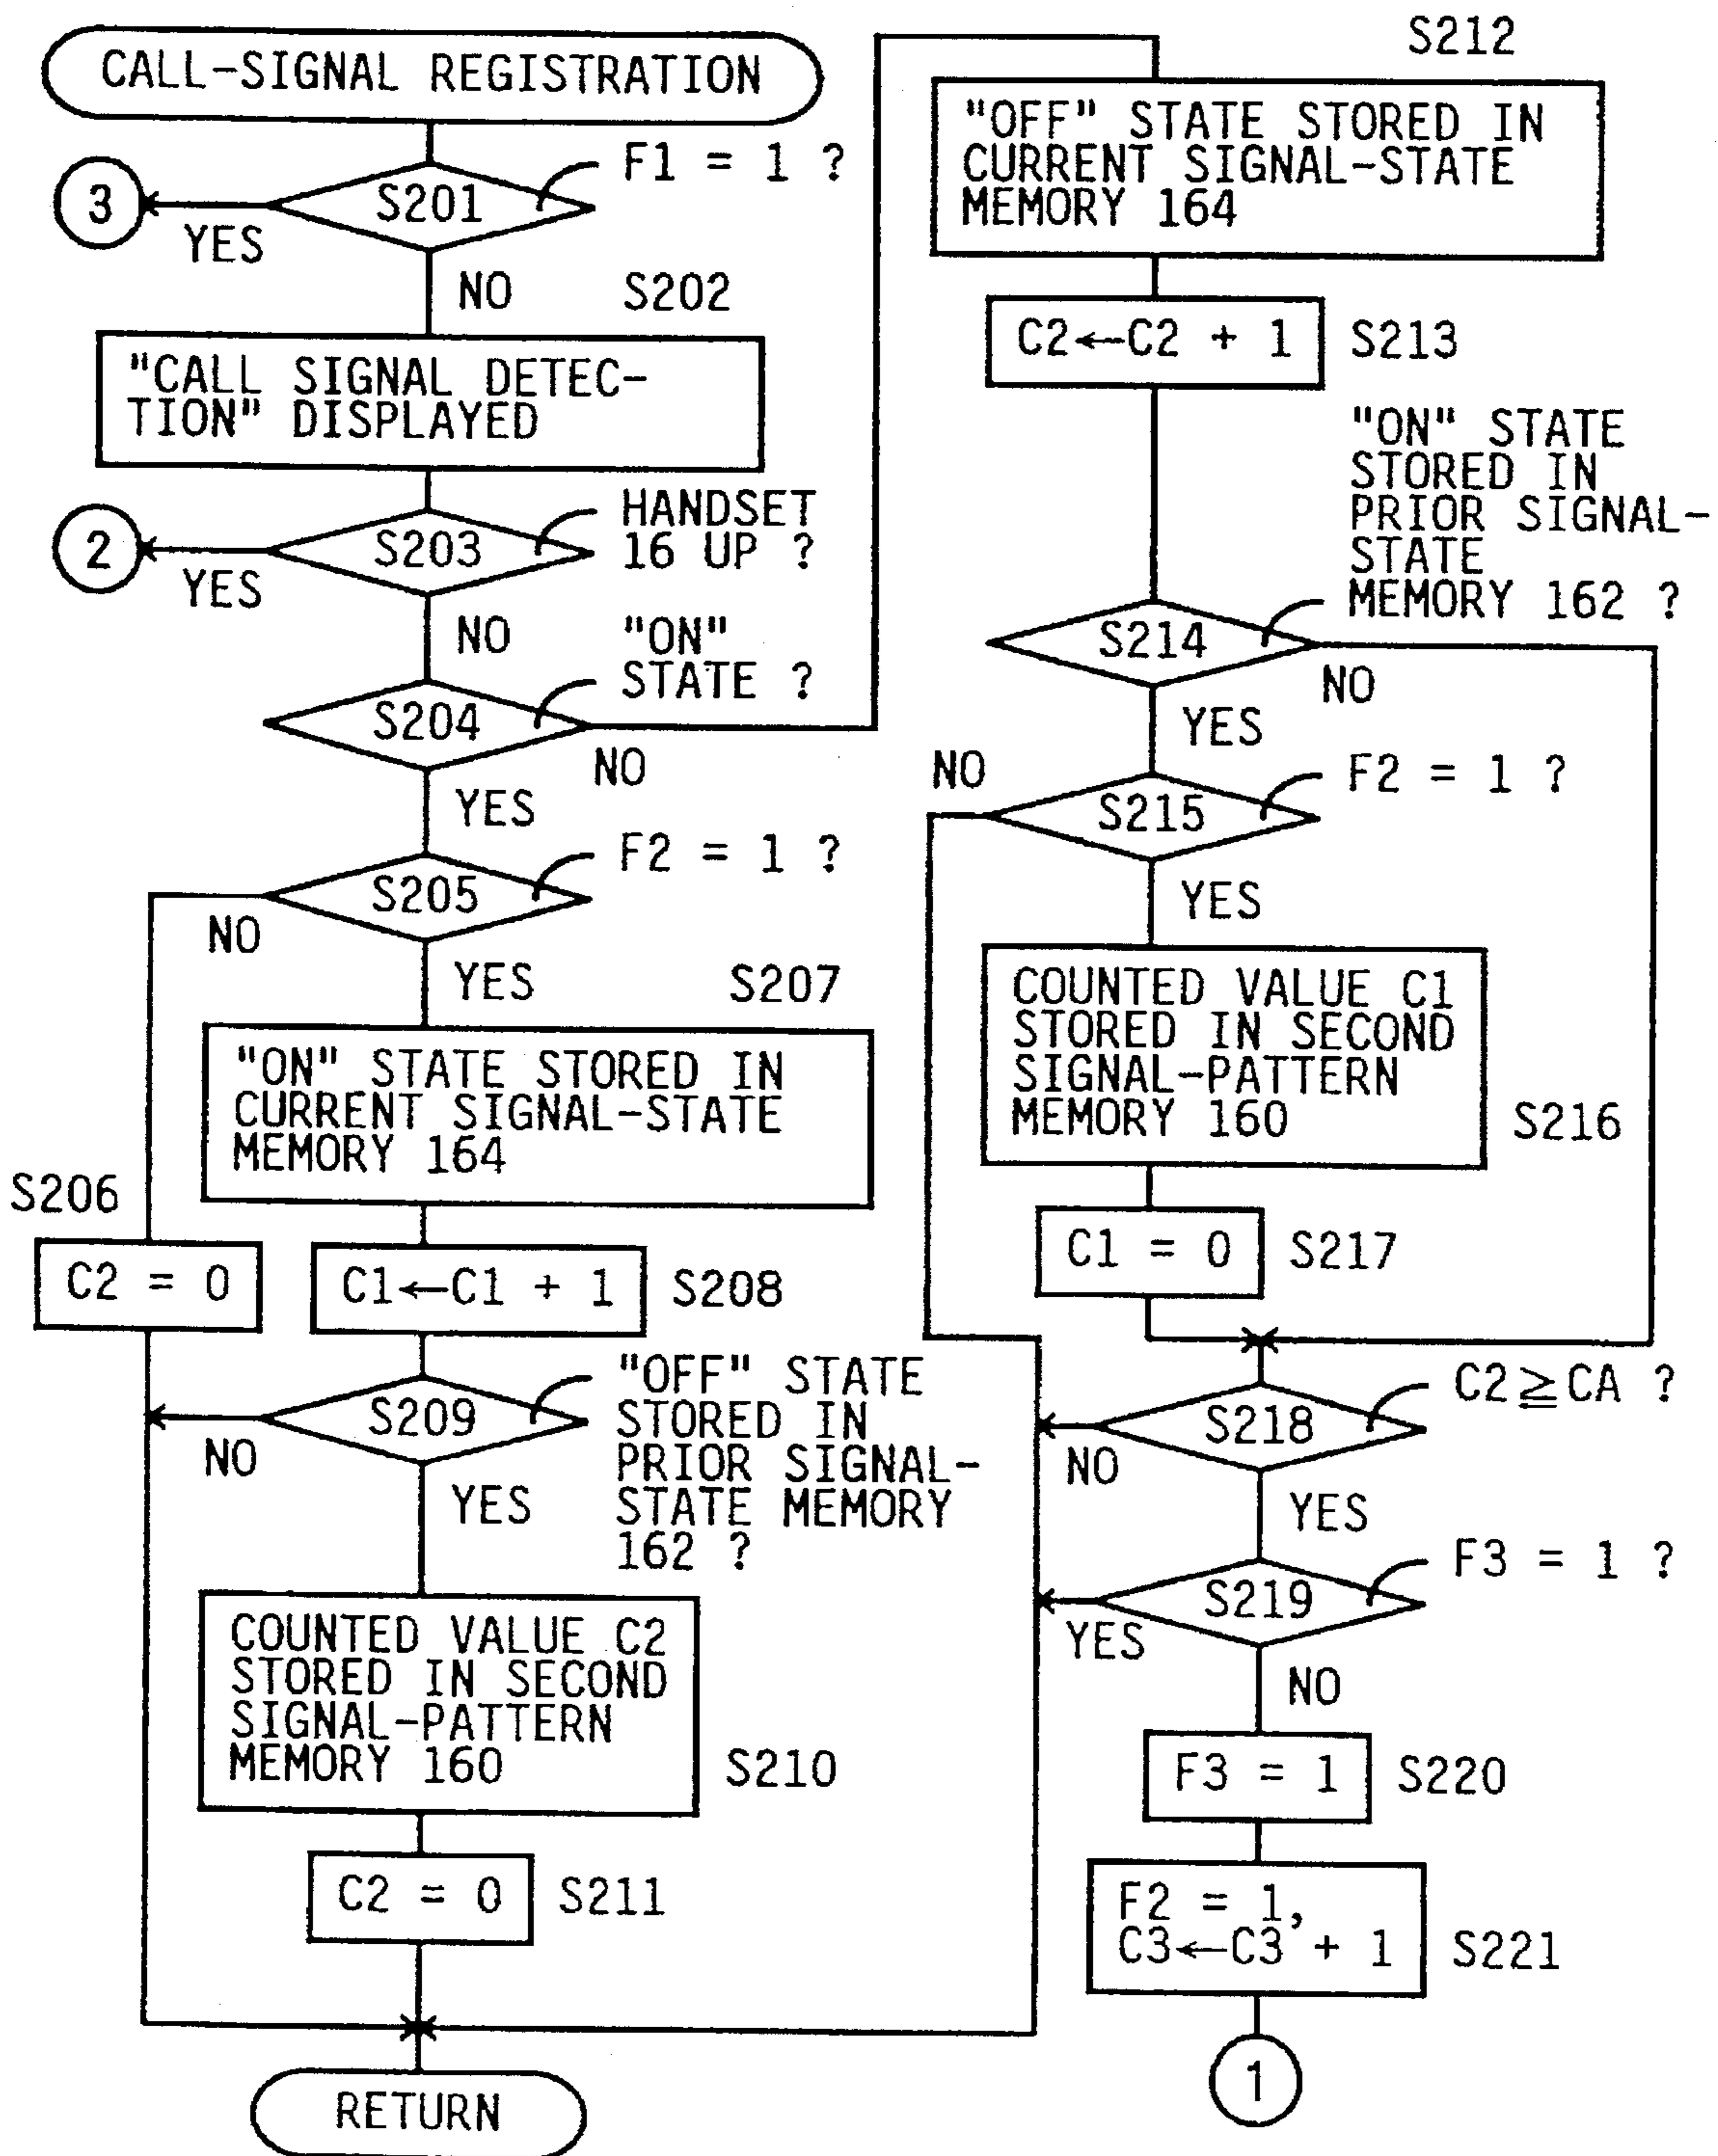 CALL-SIGNAL REGISTRATION
F1 = 1 ?
S201
3
YES
NO
S202
"CALL SIGNAL DETEC-
TION" DISPLAYED
HANDSET
16 UP ?
S203
2
YES
NO
"ON"
STATE ?
S204
NO
YES
F2 = 1 ?
S205
NO
YES
S207
"ON" STATE STORED IN
CURRENT SIGNAL-STATE
MEMORY 164
S206
C2 = 0
C1←C1 + 1
S208
"OFF" STATE
STORED IN
PRIOR SIGNAL-
STATE MEMORY
162 ?
S209
NO
YES
COUNTED VALUE C2
STORED IN SECOND
SIGNAL-PATTERN
MEMORY 160
S210
C2 = 0
S211
RETURN
S212
"OFF" STATE STORED IN
CURRENT SIGNAL-STATE
MEMORY 164
C2←C2 + 1
S213
"ON" STATE
STORED IN
PRIOR SIGNAL-
STATE
MEMORY 162 ?
S214
NO
YES
F2 = 1 ?
NO
S215
YES
COUNTED VALUE C1
STORED IN SECOND
SIGNAL-PATTERN
MEMORY 160
S216
C1 = 0
S217
C2≧CA ?
S218
NO
YES
F3 = 1 ?
S219
YES
NO
F3 = 1
S220
F2 = 1,
C3←C3 + 1
S221
1